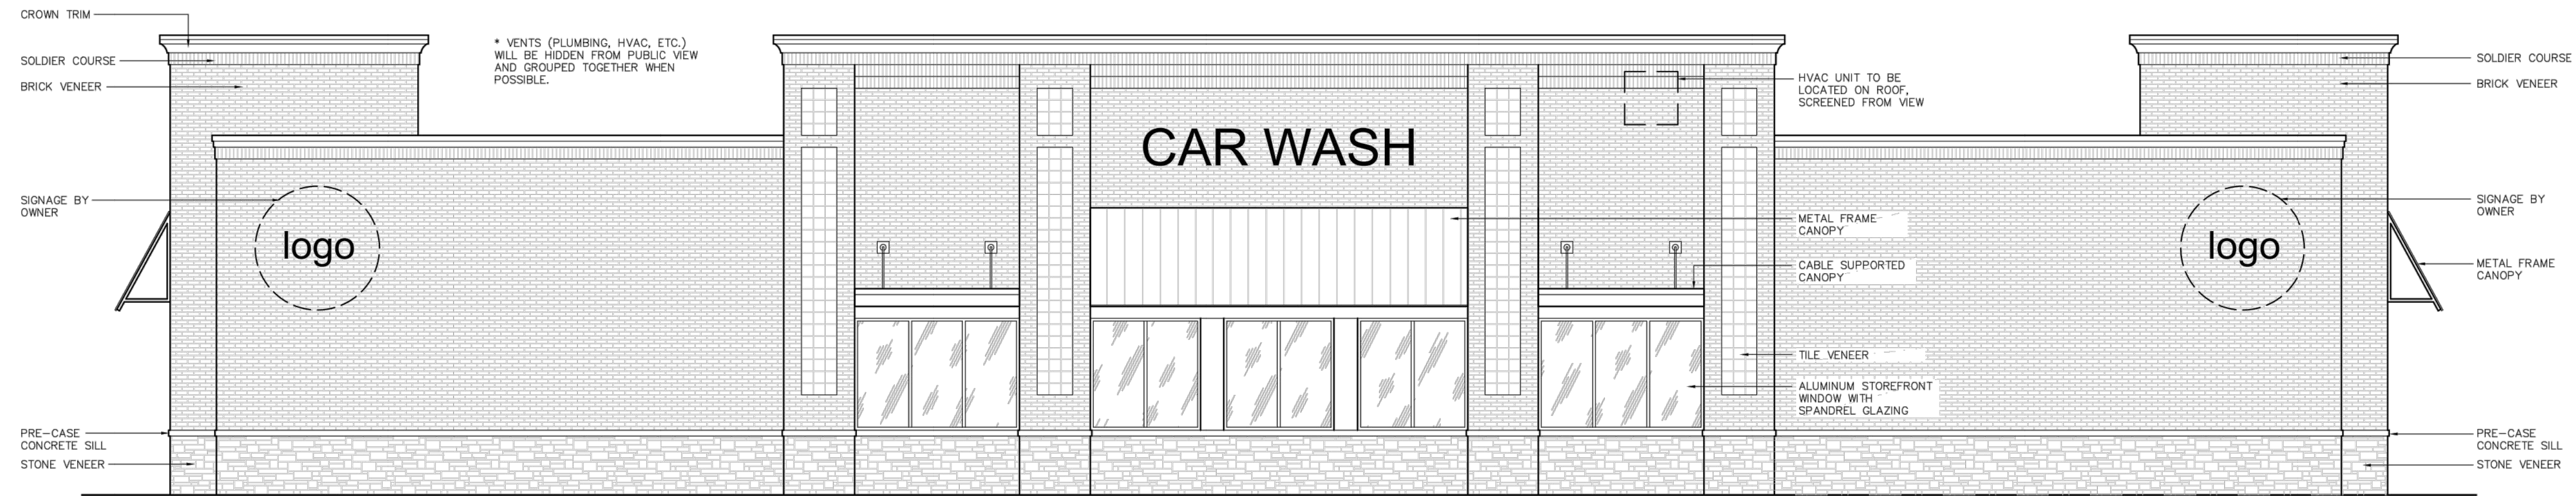 CROWN TRIM
SOLDIER COURSE
BRICK VENEER
SIGNAGE BY
OWNER
PRE-CASE
CONCRETE SILL
STONE VENEER
* VENTS (PLUMBING, HVAC, ETC.)
WILL BE HIDDEN FROM PUBLIC VIEW
AND GROUPED TOGETHER WHEN
POSSIBLE.
logo
CAR WASH
HVAC UNIT TO BE
LOCATED ON ROOF,
SCREENED FROM VIEW
METAL FRAME
CANOPY
CABLE SUPPORTED
CANOPY
TILE VENEER
ALUMINUM STOREFRONT
WINDOW WITH
SPANDREL GLAZING
logo
SOLDIER COURSE
BRICK VENEER
SIGNAGE BY
OWNER
METAL FRAME
CANOPY
PRE-CASE
CONCRETE SILL
STONE VENEER